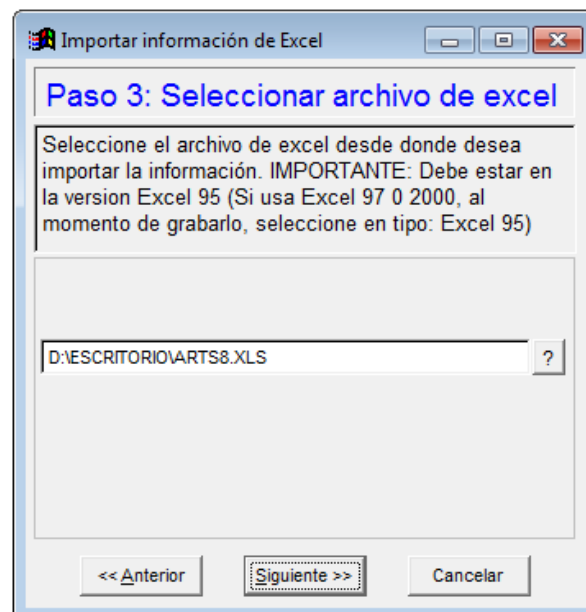 Importar información de Excel
Paso 3: Seleccionar archivo de excel
Seleccione el archivo de excel desde donde desea
importar la información. IMPORTANTE: Debe estar en
la version Excel 95 (Si usa Excel 97 0 2000, al
momento de grabarlo, seleccione en tipo: Excel 95)
D:\ESCRITORIO\ARTS8.XLS
?
<< Anterior
Siguiente >>
Cancelar